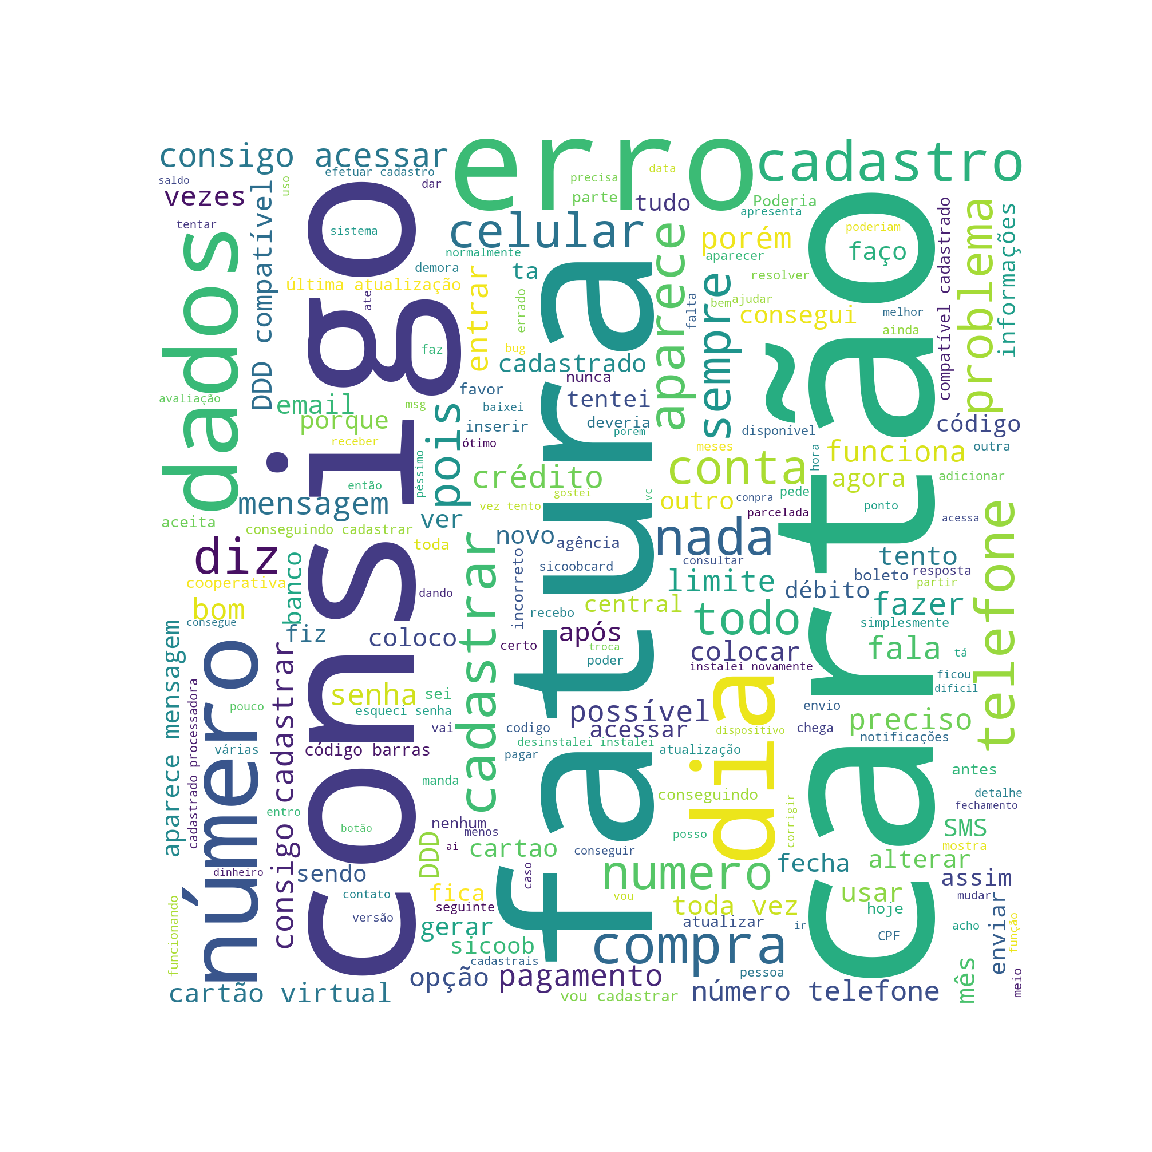 consigo acessar
efetuar cadastro
erro
cadastro
saldo
uso
vezes
dar
tentar
sistema
DDD compatível
dados
consigo
celular
normalmente
demora
ta
última atualização
ate
entrar
errado
bug
faz
precisa
data
parte
tudo
Poderia
apresenta
porém
aparecer
poderiam
faço
resolver
bem
ajudar
falta
consegui
melhor
ainda
compatível cadastrado
problema
informações
aparece
sempre
fatura
cartão
cadastrado
nunca
favor
baixei
tentei
deveria
inserir
porém
ótimo
avaliação
email
porque
msg
receber
pois
péssimo
então
mensagem
conseguindo cadastrar
aceita
ver
toda
crédito
gostei
vc
conta
meses
disponível
hora
outro
compra
parcelada
pede
funciona
agora
ponto
código
outra
adicionar
acessa
diz
cooperativa
bom
consegue
banco
fiz
dando
coloco
novo
agência
sicoobcard
incorreto
recebo
central
nada
consultar
limite
débito
tento
boleto
resposta
partir
fazer
simplesmente
telefone
todo
após
troca
poder
certo
colocar
instalei novamente
fala
tá
ficou
dificil
número
consigo cadastrar
senha
sei
esqueci senha
vai
código barras
cadastrar
possível
acessar
codigo
desinstalei instalei
pagar
atualização
dia
dispositivo
envio
chega
preciso
notificações
aparece mensagem
cadastrado processadora
pouco
várias
entro
manda
botão
conseguindo
posso
corrigir
antes
detalhe
fechamento
SMS
mostra
nenhum
menos
ai
conseguir
DDD
cartao
caso
numero
fecha
alterar
assim
dinheiro
sendo
contato
versão
fica
seguinte
vou
toda vez
usar
hoje
CPF
mudar
acho
funcionando
gerar
sicoob
cadastrais
compra
atualizar
ir
pessoa
enviar
função
cartão virtual
opção
pagamento
vou cadastrar
número telefone
mês
meio
vez tento